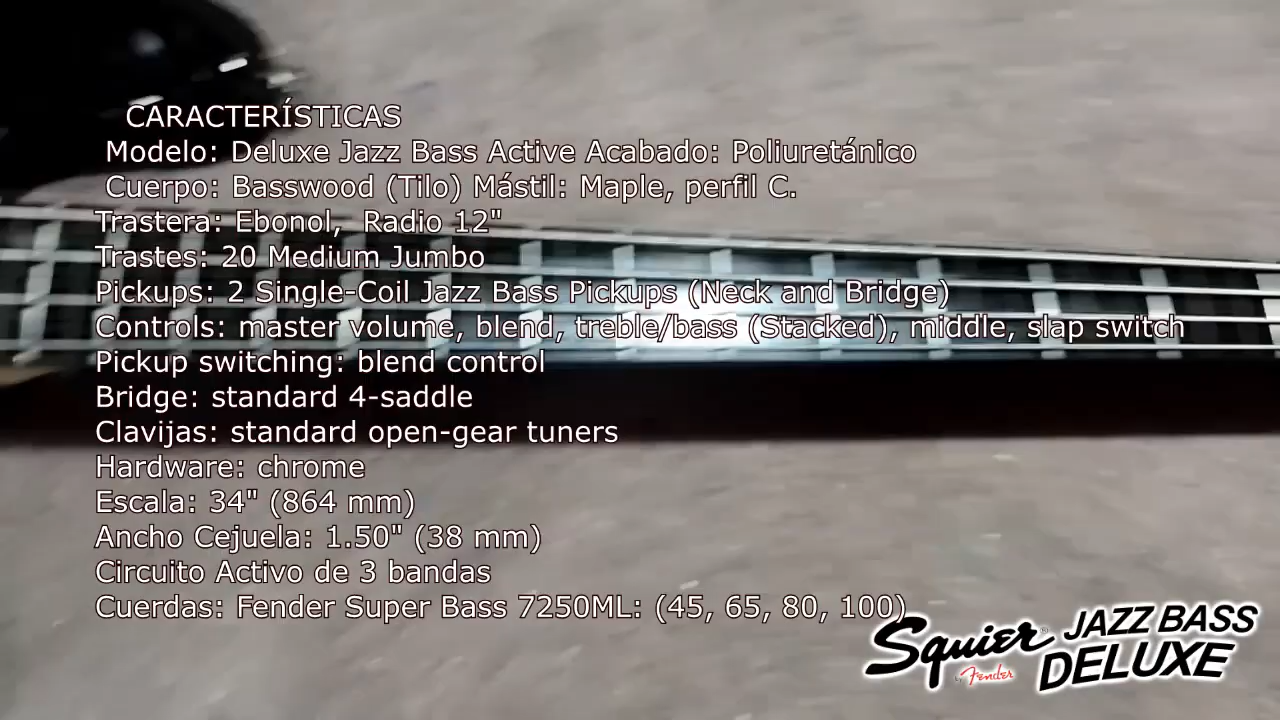 CARACTERÍSTICAS
Modelo: Deluxe Jazz Bass Active Acabado: Poliuretánico
Cuerpo: Basswood (Tilo) Mástil: Maple, perfil C.
Trastera: Ebonol,  Radio 12"
Trastes: 20 Medium Jumbo
Pickups: 2 Single-Coil Jazz Bass Pickups (Neck and Bridge)
Controls: master volume, blend, treble/bass (Stacked), middle, slap switch
Pickup switching: blend control
Bridge: standard 4-saddle
Clavijas: standard open-gear tuners
Hardware: chrome
Escala: 34" (864 mm)
Ancho Cejuela: 1.50" (38 mm)
Circuito Activo de 3 bandas
Cuerdas: Fender Super Bass 7250ML: (45, 65, 80, 100)
Squier® JAZZ BASS
by Fender DELUXE